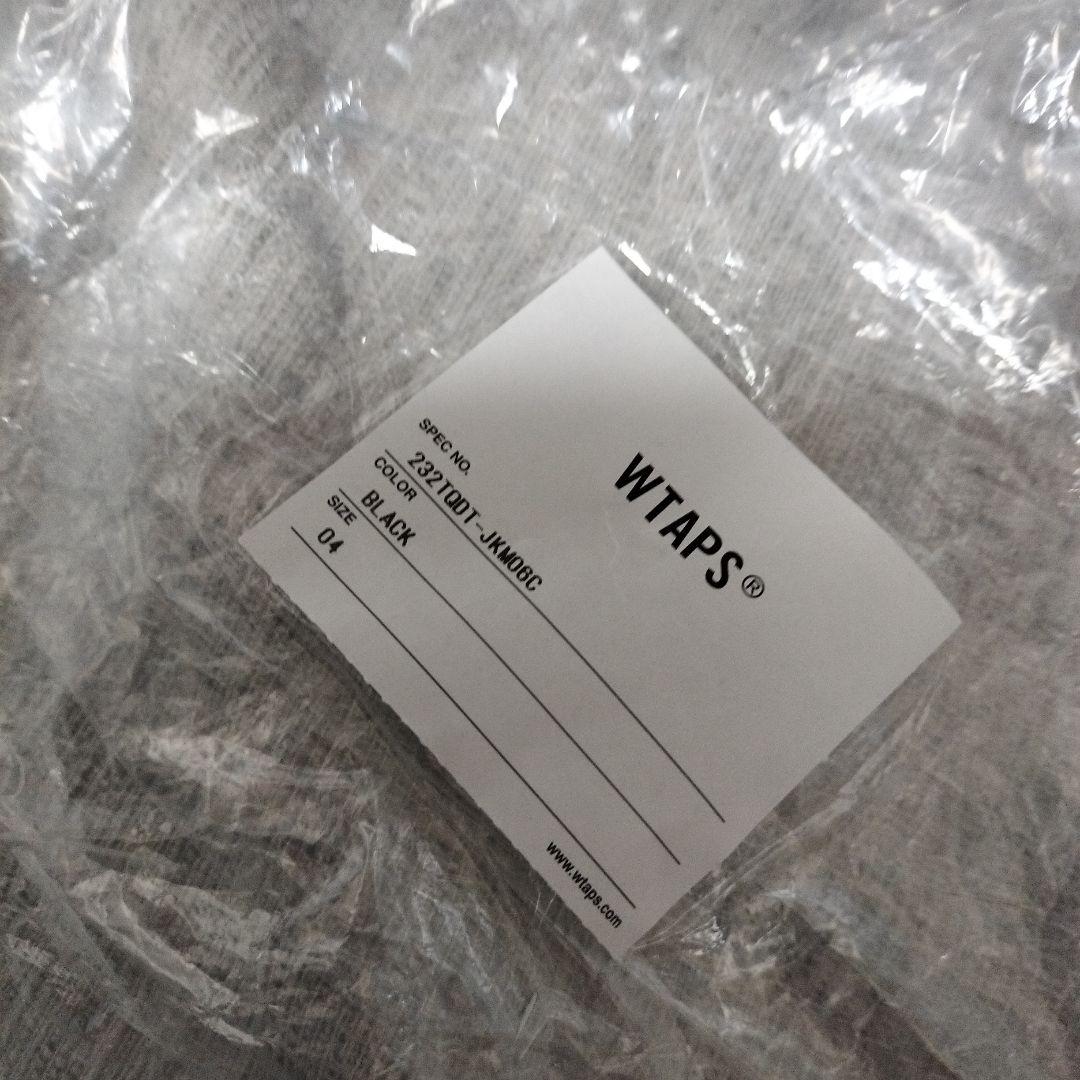 WTAPS®
SPEC NO.
232TQDT-JKM06C
COLOR
BLACK
SIZE
04
www.wtaps.com